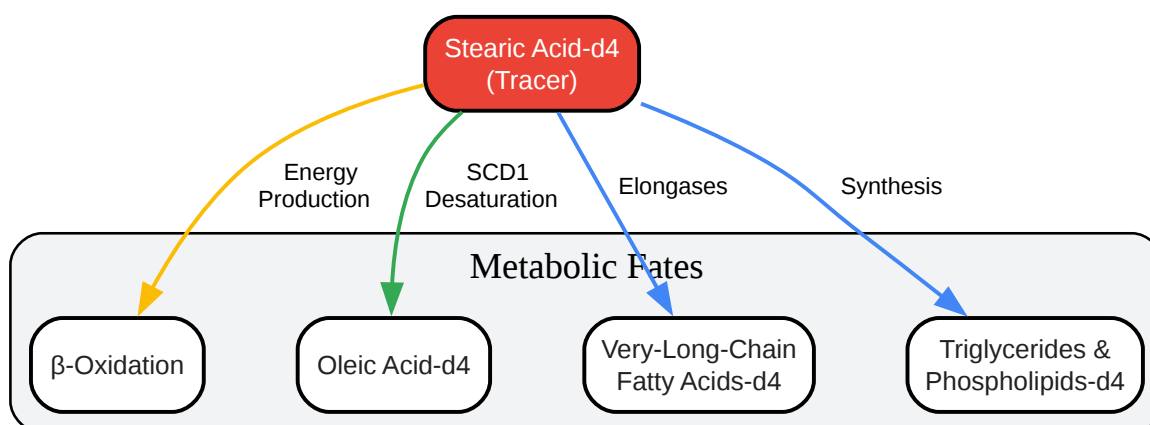 Stearic Acid-d4
(Tracer)
Energy
Production
SCD1
Desaturation
Elongases
Synthesis
Metabolic Fates
β-Oxidation
Oleic Acid-d4
Very-Long-Chain
Fatty Acids-d4
Triglycerides &
Phospholipids-d4